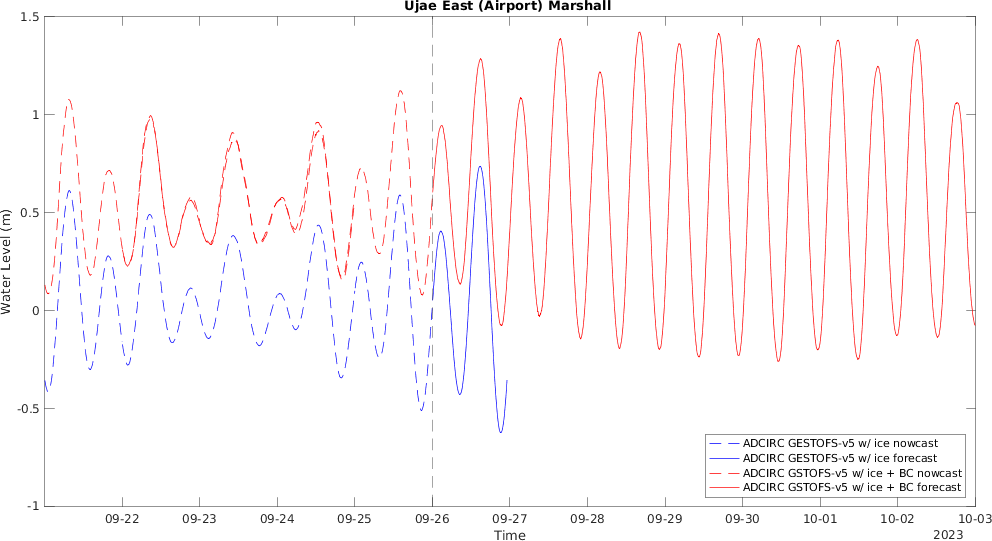 Ujae East (Airport) Marshall
1.5
1
0.5
0
-0.5
-1
Water Level (m)
09-22
09-23
09-24
09-25
09-26
09-27
09-28
09-29
09-30
10-01
10-02
10-03
2023
Time
ADCIRC GESTOFS-v5 w/ ice nowcast
ADCIRC GESTOFS-v5 w/ ice forecast
ADCIRC GSTOFS-v5 w/ ice + BC nowcast
ADCIRC GSTOFS-v5 w/ ice + BC forecast